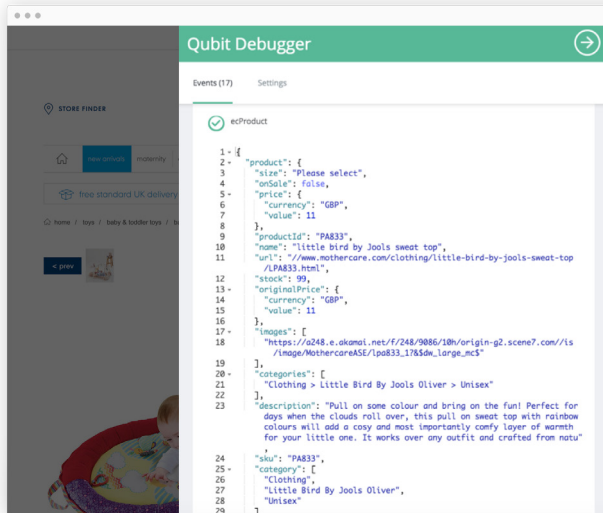 Qubit Debugger
Events (17) Settings
STORE FINDER
new arrivals maternity
free standard UK delivery
home / toys / baby & toddler toys /
< prev
ecProduct
1 {
2 "product": {
3 "size": "Please select",
4 "onSale": false,
5 "price": {
6 "currency": "GBP",
7 "value": 11
8 },
9 "productId": "PA833",
10 "name": "little bird by Jools sweat top",
11 "url": "//www.mothercare.com/clothing/little-bird-by-jools-sweat-top
/LPA833.html",
12 "stock": 99,
13 "originalPrice": {
14 "currency": "GBP",
15 "value": 11
16 },
17 "images": [
18 "https://a248.e.akamai.net/f/248/9086/10h/origin-g2.scene7.com//is
/image/MothercareASE/lpa833_1?&$dw_large_mc$"
19 ],
20 "categories": [
21 "Clothing > Little Bird By Jools Oliver > Unisex"
22 ],
23 "description": "Pull on some colour and bring on the fun! Perfect for
days when the clouds roll over, this pull on sweat top with rainbow
colours will add a cosy and most importantly comfy layer of warmth
for your little one. It works over any outfit and crafted from natu"
,
24 "sku": "PA833",
25 "category": [
26 "Clothing",
27 "Little Bird By Jools Oliver",
28 "Unisex"
29 ]